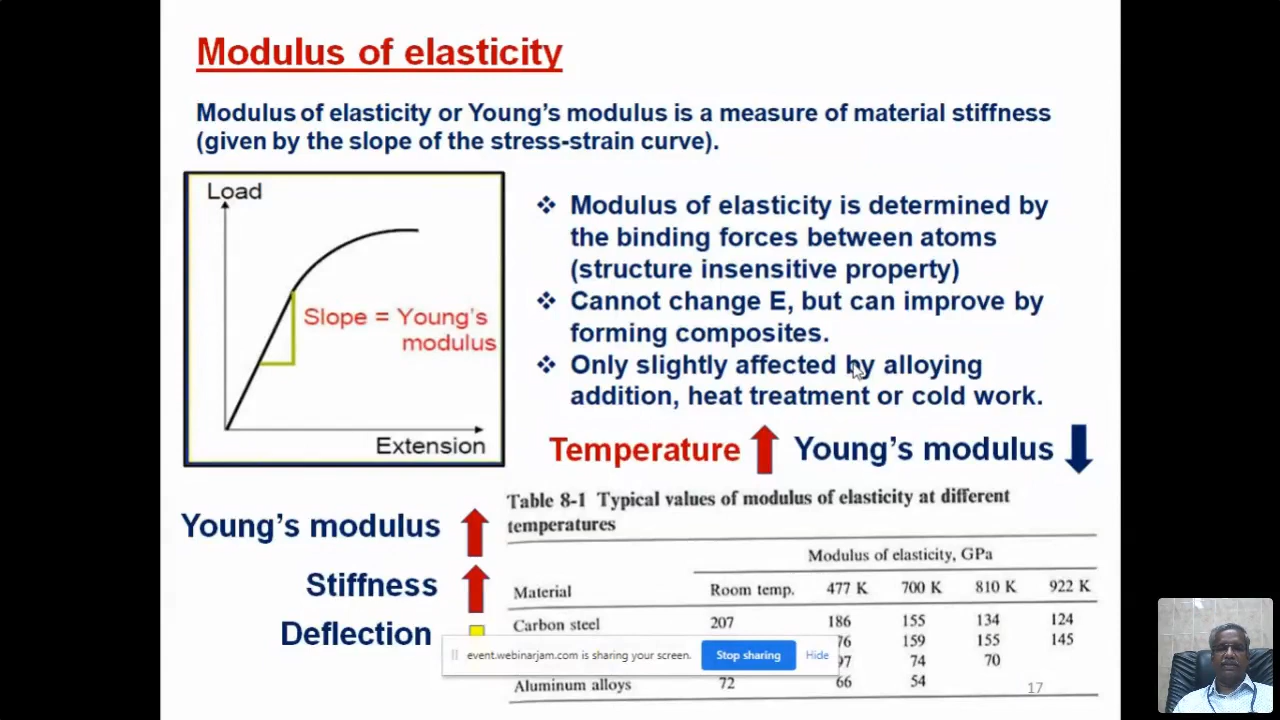 Modulus of elasticity
Modulus of elasticity or Young's modulus is a measure of material stiffness
(given by the slope of the stress-strain curve).
Load
Slope = Young's
modulus
Extension
❖ Modulus of elasticity is determined by
the binding forces between atoms
(structure insensitive property)
❖ Cannot change E, but can improve by
forming composites.
❖ Only slightly affected by alloying
addition, heat treatment or cold work.
Temperature Young's modulus
Young's modulus
Stiffness
Deflection
Table 8-1 Typical values of modulus of elasticity at different
temperatures
Modulus of elasticity, GPa
Material Room temp. 477 K 700 K 810 K 922 K
Carbon steel 207 186 155 134 124
76 159 155 145
97 74 70
Aluminum alloys 72 66 54
event.webinarjam.com is sharing your screen. Stop sharing Hide
17